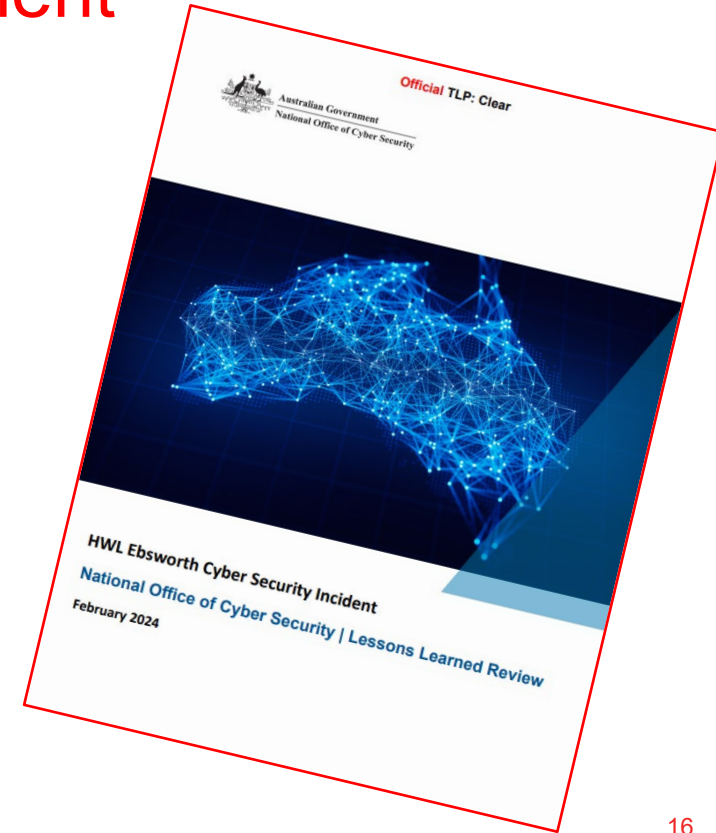 Official TLP: Clear
Australian Government
National Office of Cyber Security
HWL Ebsworth Cyber Security Incident
National Office of Cyber Security | Lessons Learned Review
February 2024
16